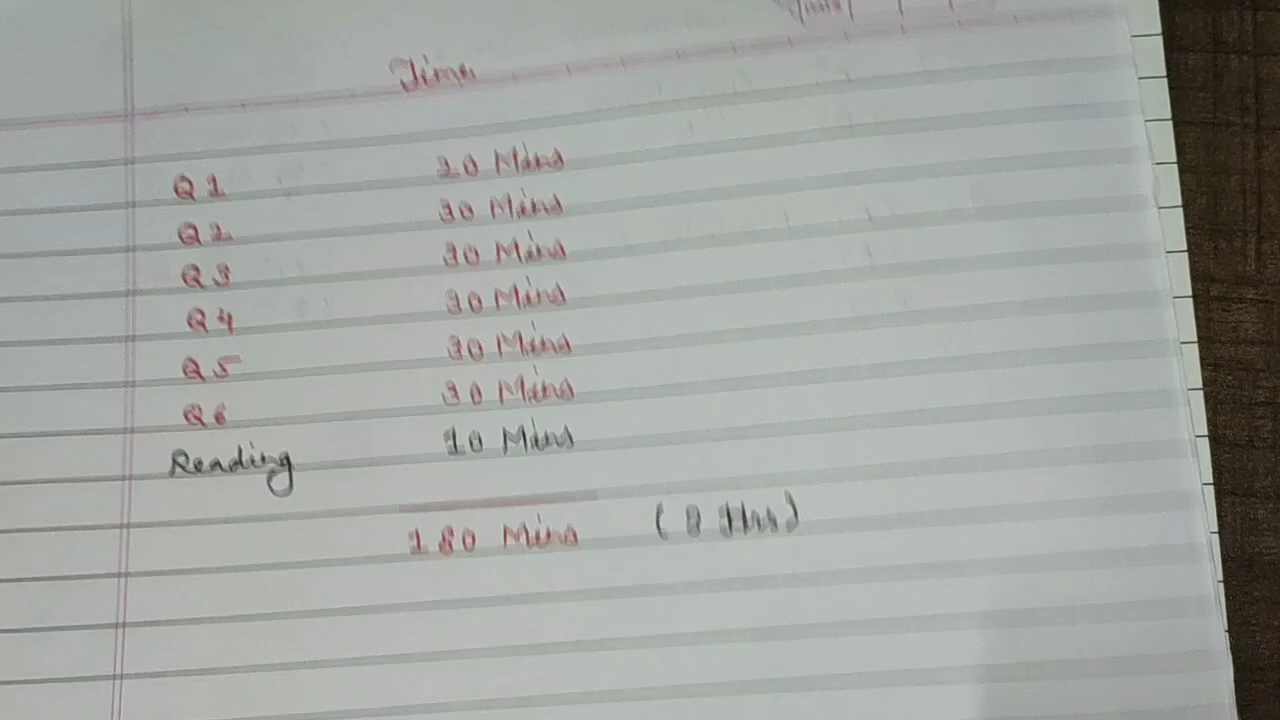 Time
Q1 20 Mins
Q2 30 Mins
Q3 30 Mins
Q4 30 Mins
Q5 30 Mins
Q6 30 Mins
Reading 10 Mins
180 Mins (3 Hrs)